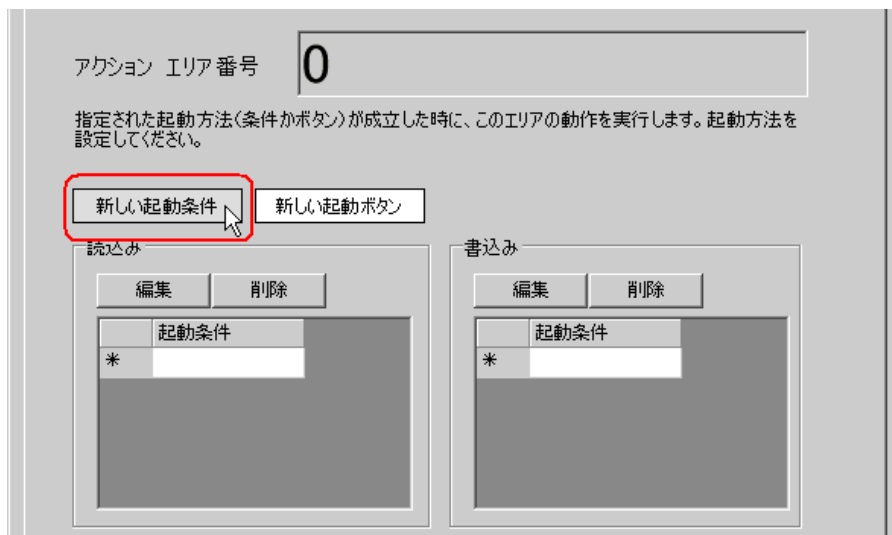 アクション エリア番号 0
指定された起動方法(条件かボタン)が成立した時に、このエリアの動作を実行します。起動方法を
設定してください。
新しい起動条件 新しい起動ボタン
読込み 書込み
編集 削除 編集 削除
起動条件 起動条件
* *